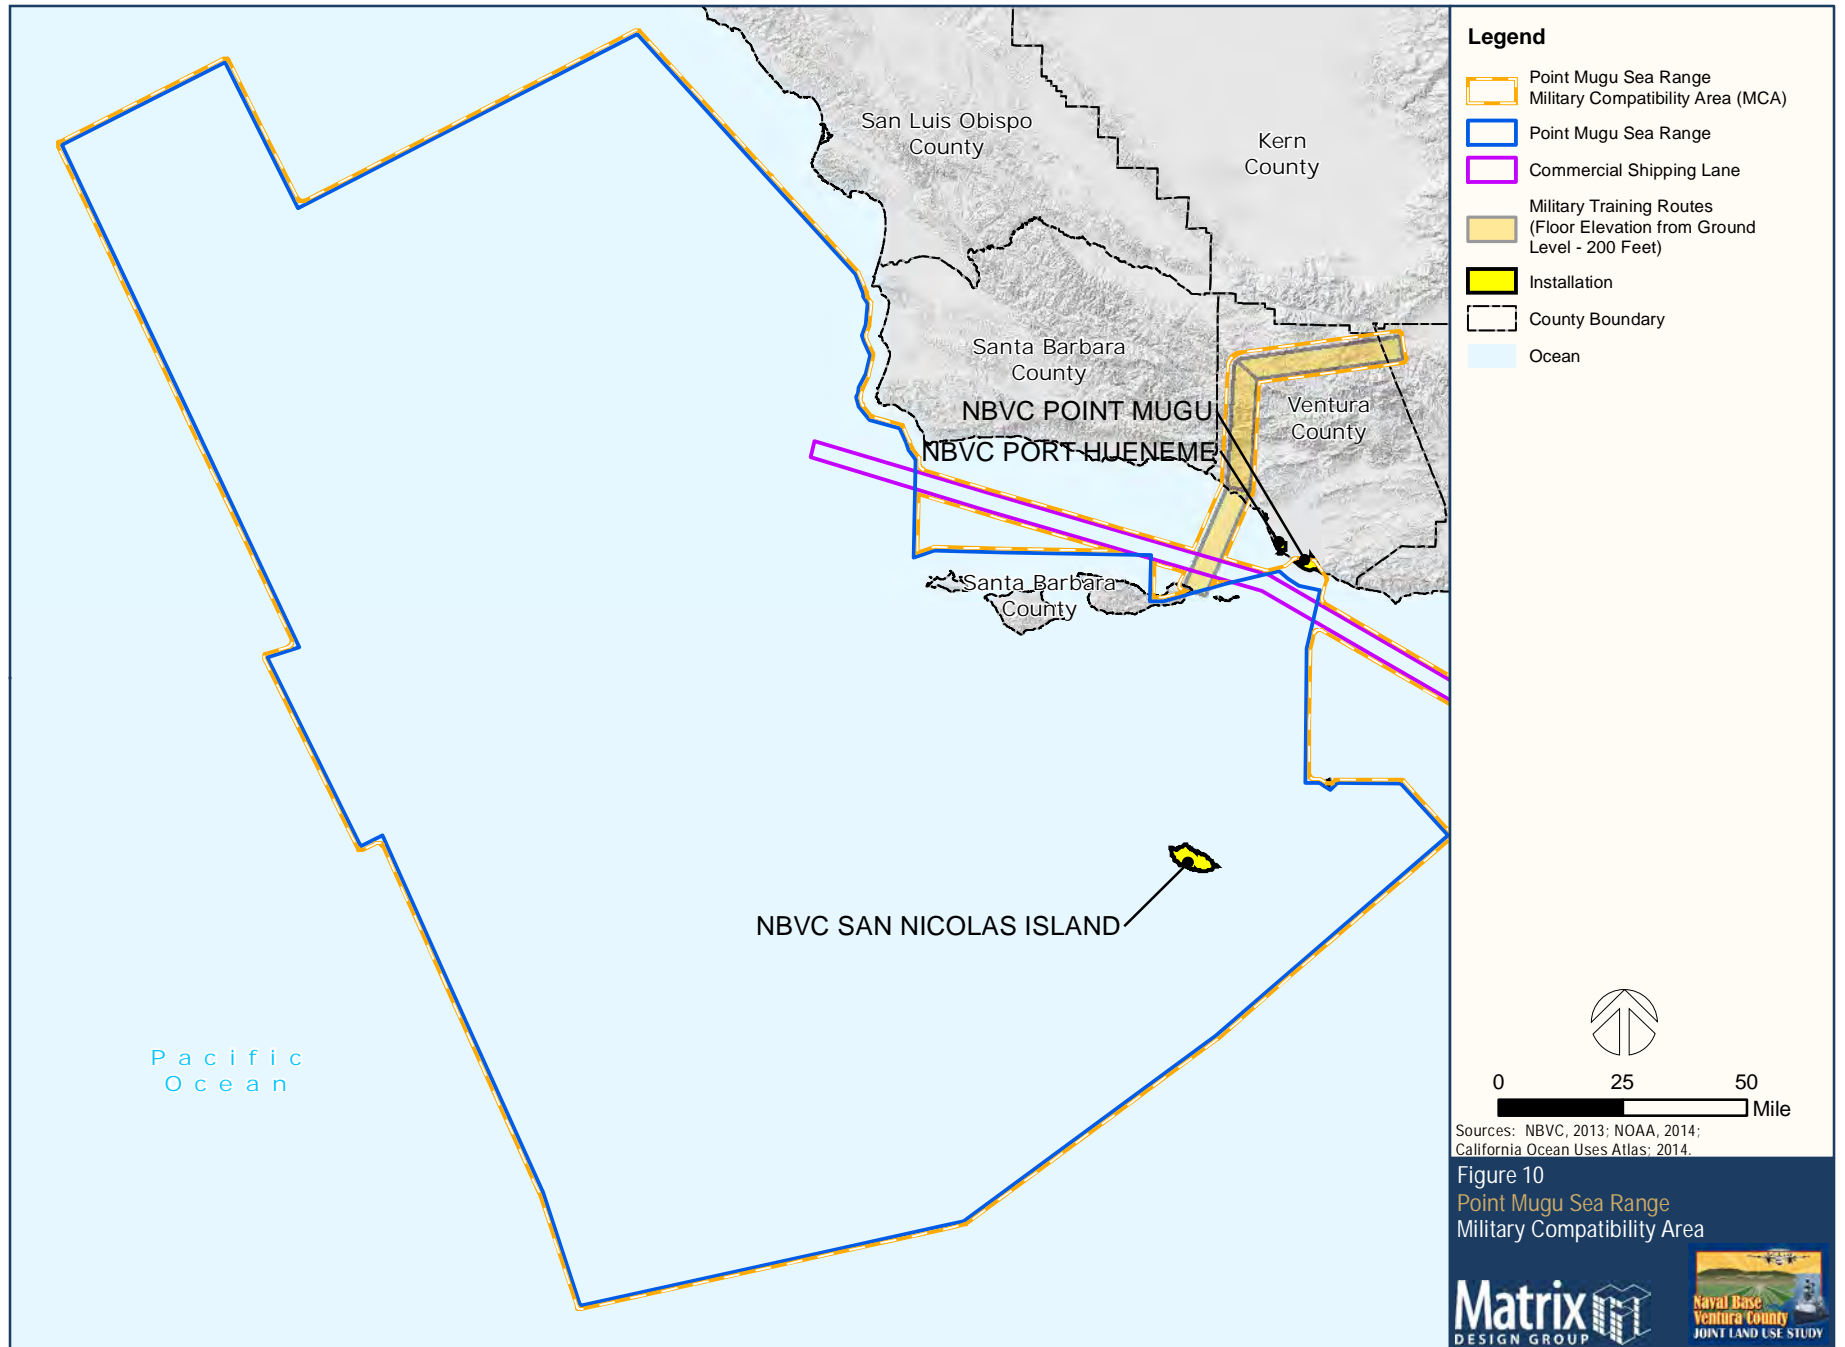 San Luis Obispo
County
Kern
County
Santa Barbara
County
Ventura
County
NBVC POINT MUGU
NBVC PORT HUENEME
Santa Barbara
County
NBVC SAN NICOLAS ISLAND
Pacific
Ocean
Legend
Point Mugu Sea Range
Military Compatibility Area (MCA)
Point Mugu Sea Range
Commercial Shipping Lane
Military Training Routes
(Floor Elevation from Ground
Level - 200 Feet)
Installation
County Boundary
Ocean
0 25 50
Mile
Sources: NBVC, 2013; NOAA, 2014;
California Ocean Uses Atlas; 2014.
Figure 10
Point Mugu Sea Range
Military Compatibility Area
Matrix
DESIGN GROUP
Naval Base
Ventura County
JOINT LAND USE STUDY